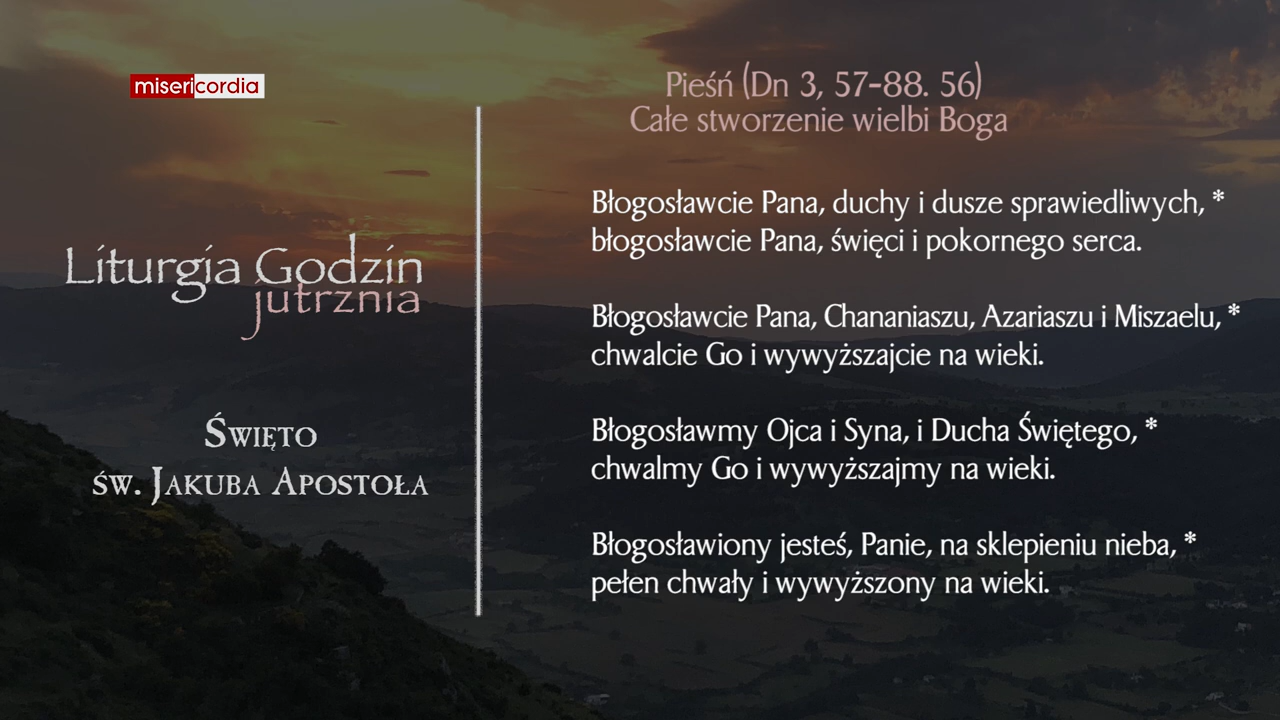 misericordia
Liturgia Godzin
jutrznia
Święto
św. Jakuba Apostoła
Pieśń (Dn 3, 57-88. 56)
Całe stworzenie wielbi Boga
Błogosławcie Pana, duchy i dusze sprawiedliwych, *
błogosławcie Pana, święci i pokornego serca.
Błogosławcie Pana, Chananiaszu, Azariaszu i Miszaelu, *
chwalcie Go i wywyższajcie na wieki.
Błogosławmy Ojca i Syna, i Ducha Świętego, *
chwalmy Go i wywyższajmy na wieki.
Błogosławiony jesteś, Panie, na sklepieniu nieba, *
pełen chwały i wywyższony na wieki.